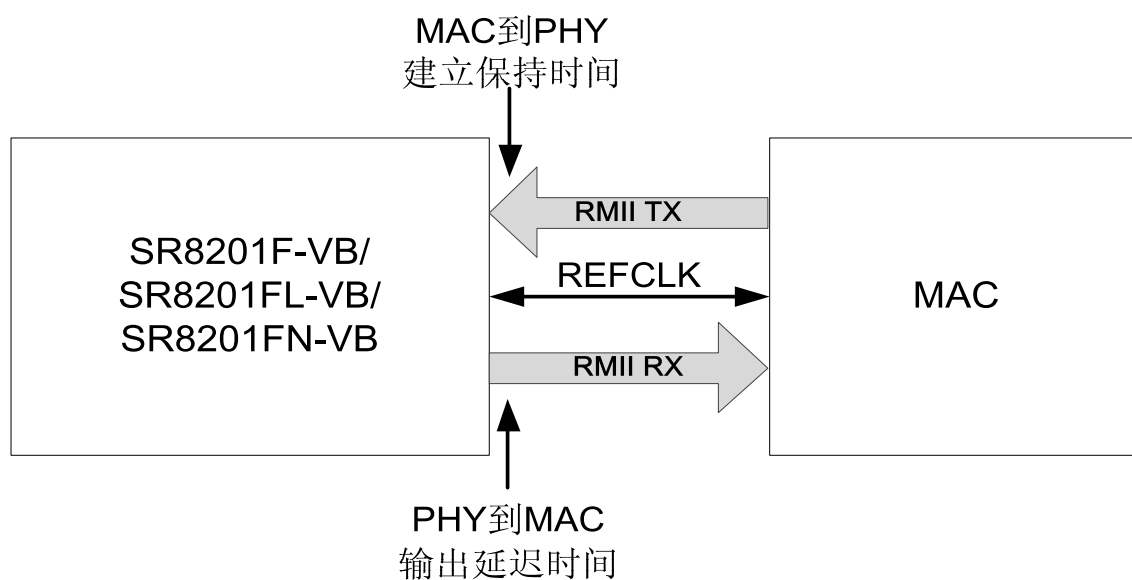 MAC到PHY
建立保持时间
RMII TX
SR8201F-VB/
SR8201FL-VB/
SR8201FN-VB
REFCLK
MAC
RMII RX
PHY到MAC
输出延迟时间